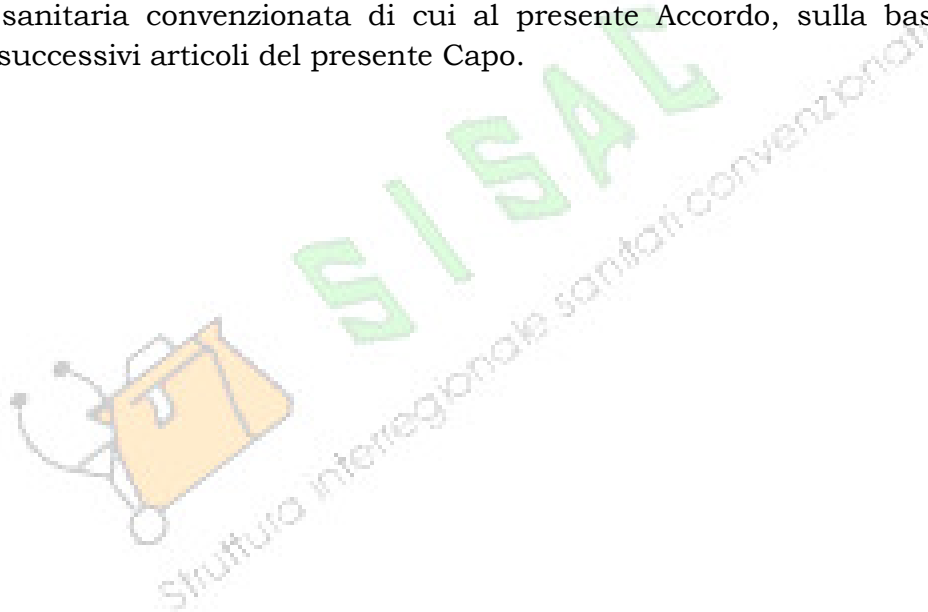 sanitaria convenzionata di cui al presente Accordo, sulla bas
successivi articoli del presente Capo.
SISAC
Struttura interregionale sanitari convenzionati